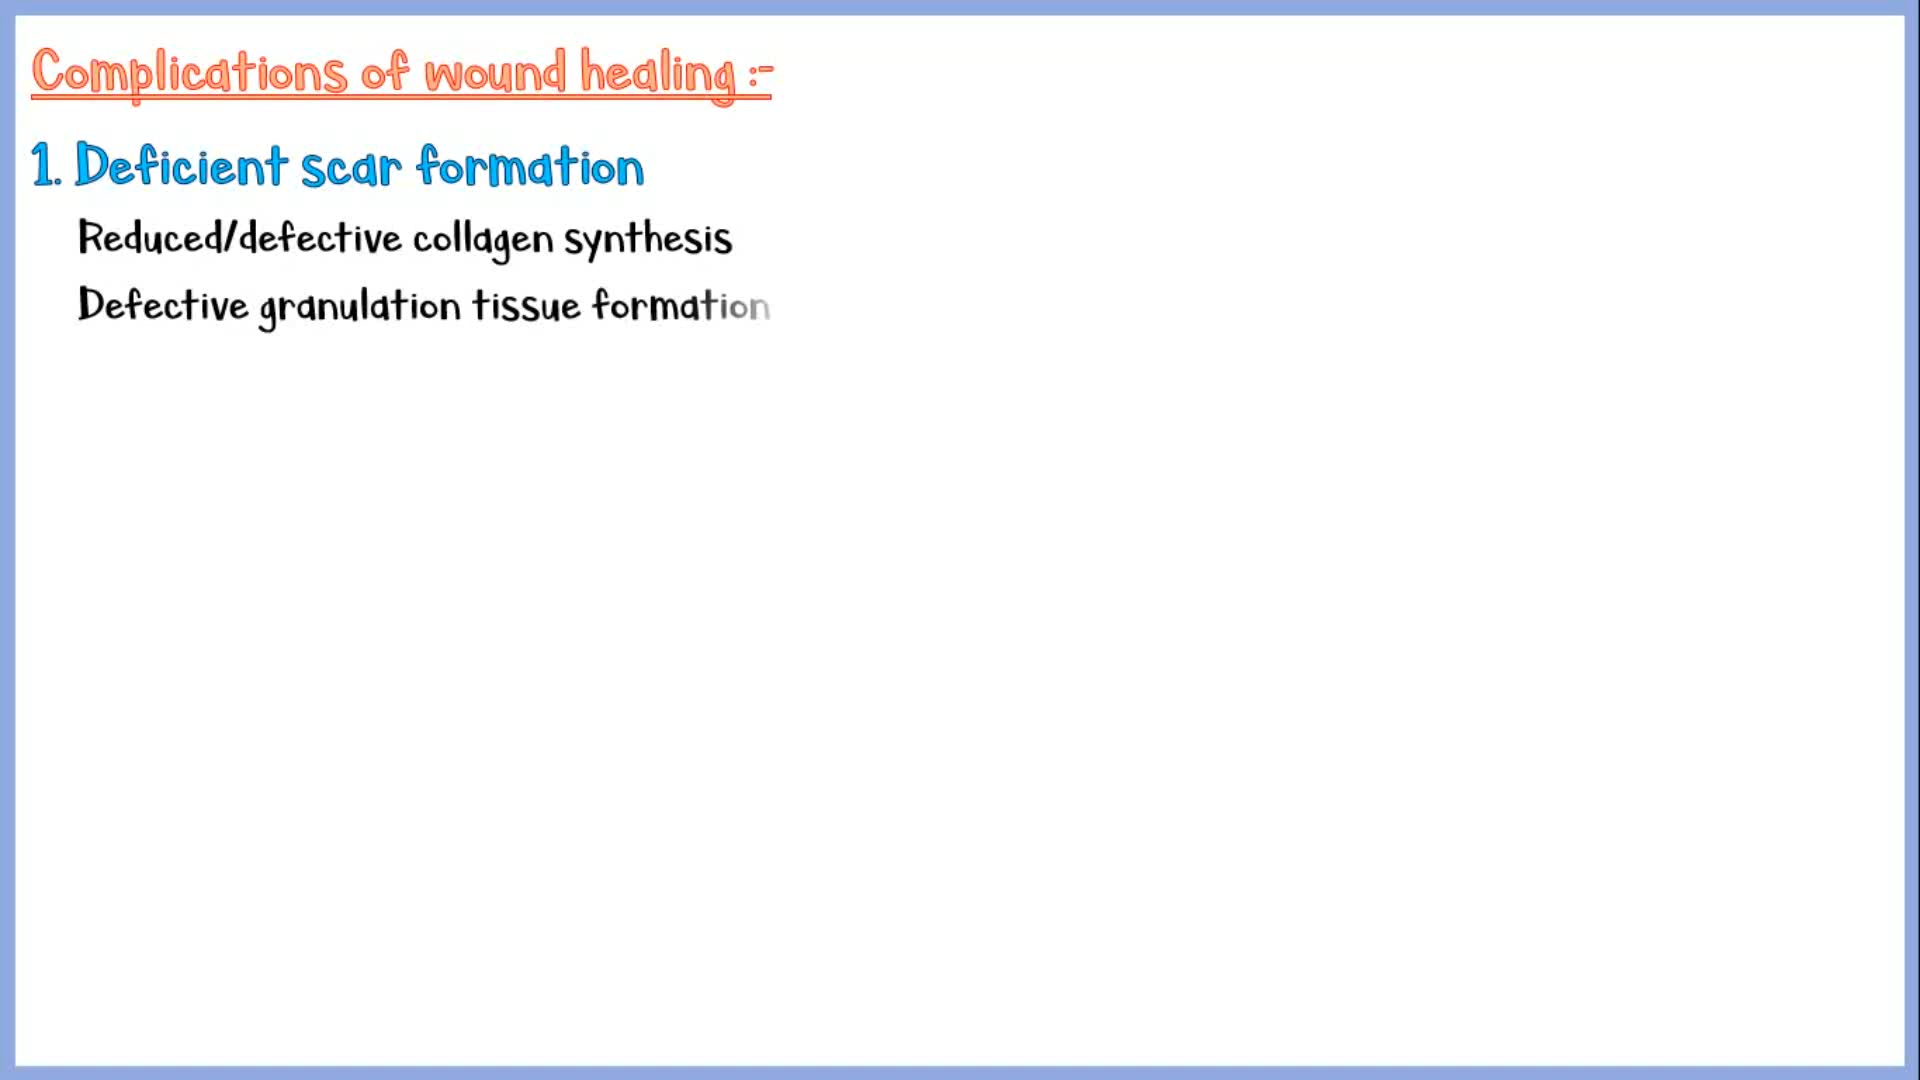 Complications of wound healing :-
1. Deficient scar formation
Reduced/defective collagen synthesis
Defective granulation tissue formation